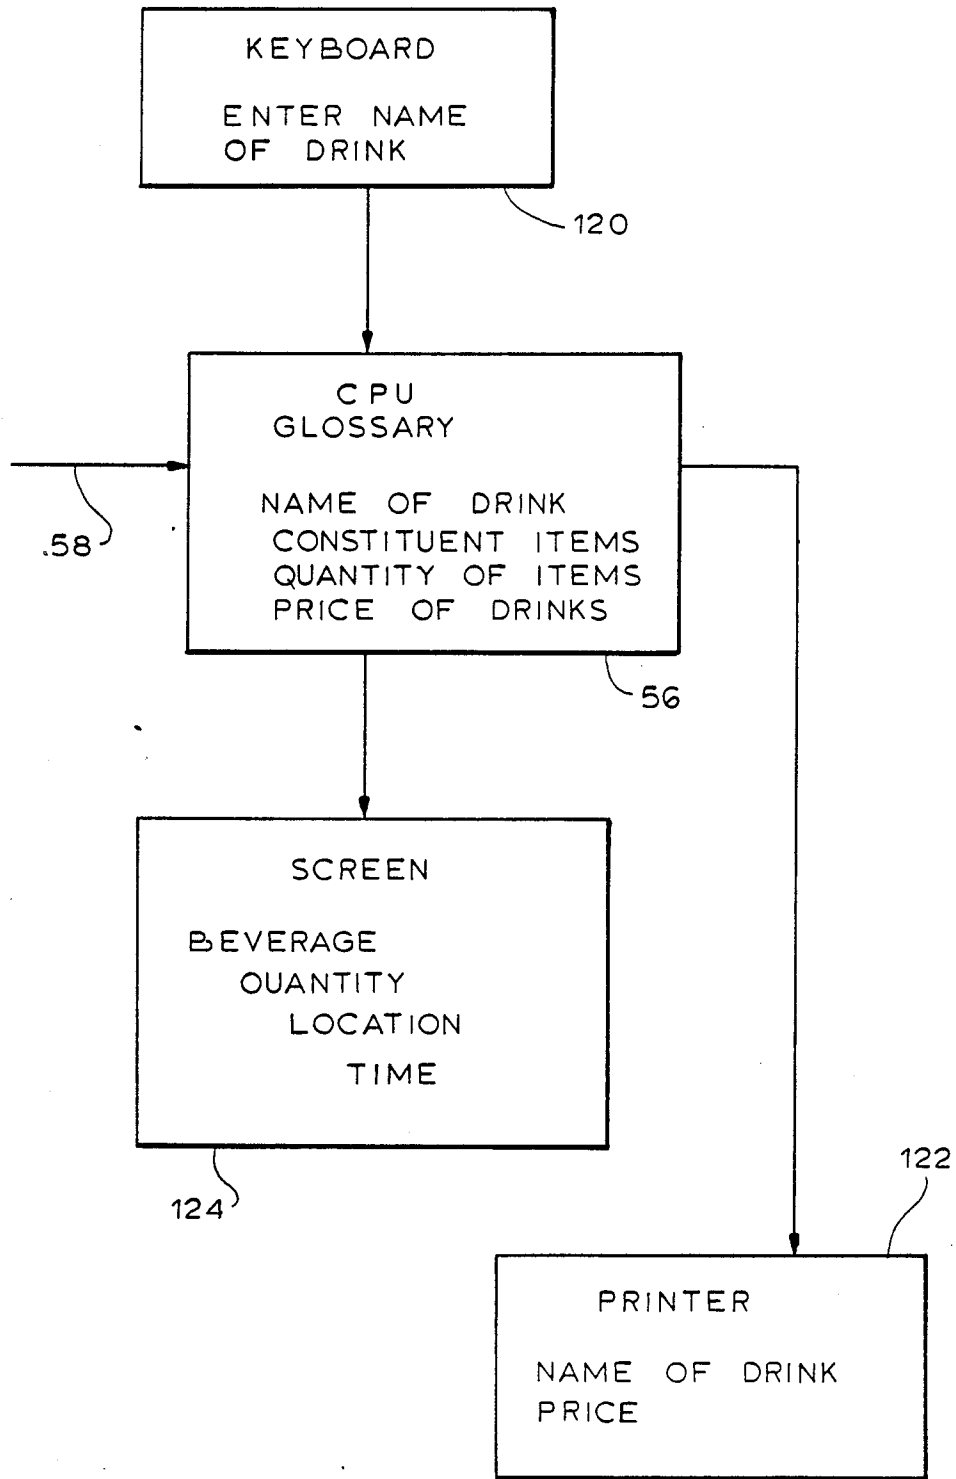 KEYBOARD
ENTER NAME
OF DRINK
120
CPU
GLOSSARY
NAME OF DRINK
CONSTITUENT ITEMS
QUANTITY OF ITEMS
PRICE OF DRINKS
58
56
SCREEN
BEVERAGE
OUANTITY
LOCATION
TIME
124
122
PRINTER
NAME OF DRINK
PRICE